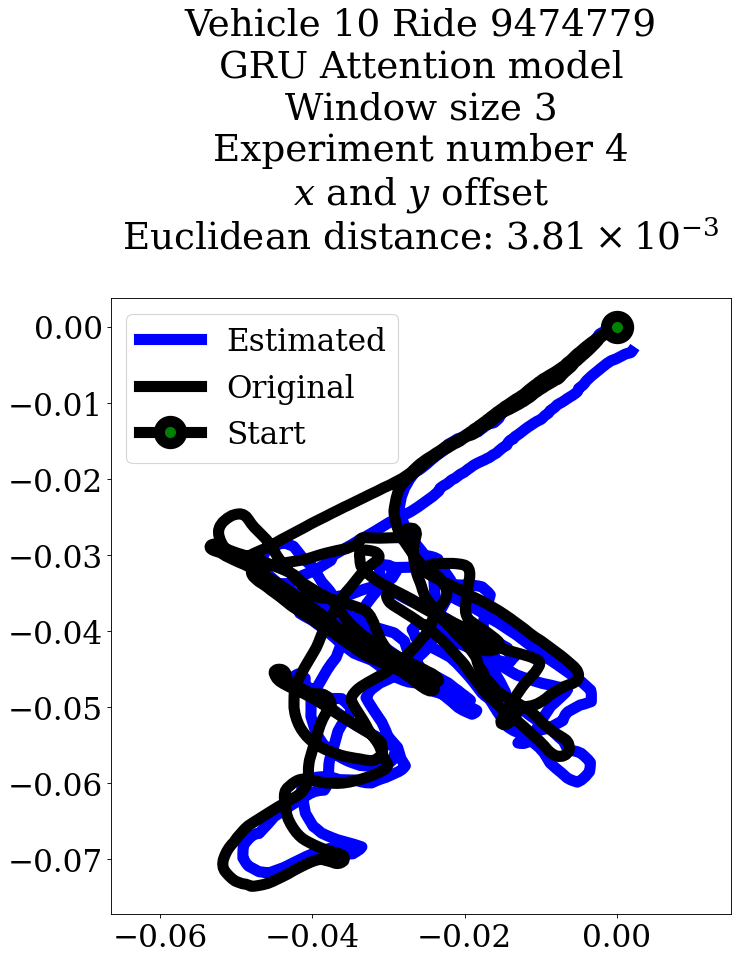 Vehicle 10 Ride 9474779
GRU Attention model
Window size 3
Experiment number 4
x and y offset
Euclidean distance: 3.81 × 10⁻³
Estimated
Original
Start
0.00
−0.01
−0.02
−0.03
−0.04
−0.05
−0.06
−0.07
−0.06 −0.04 −0.02 0.00